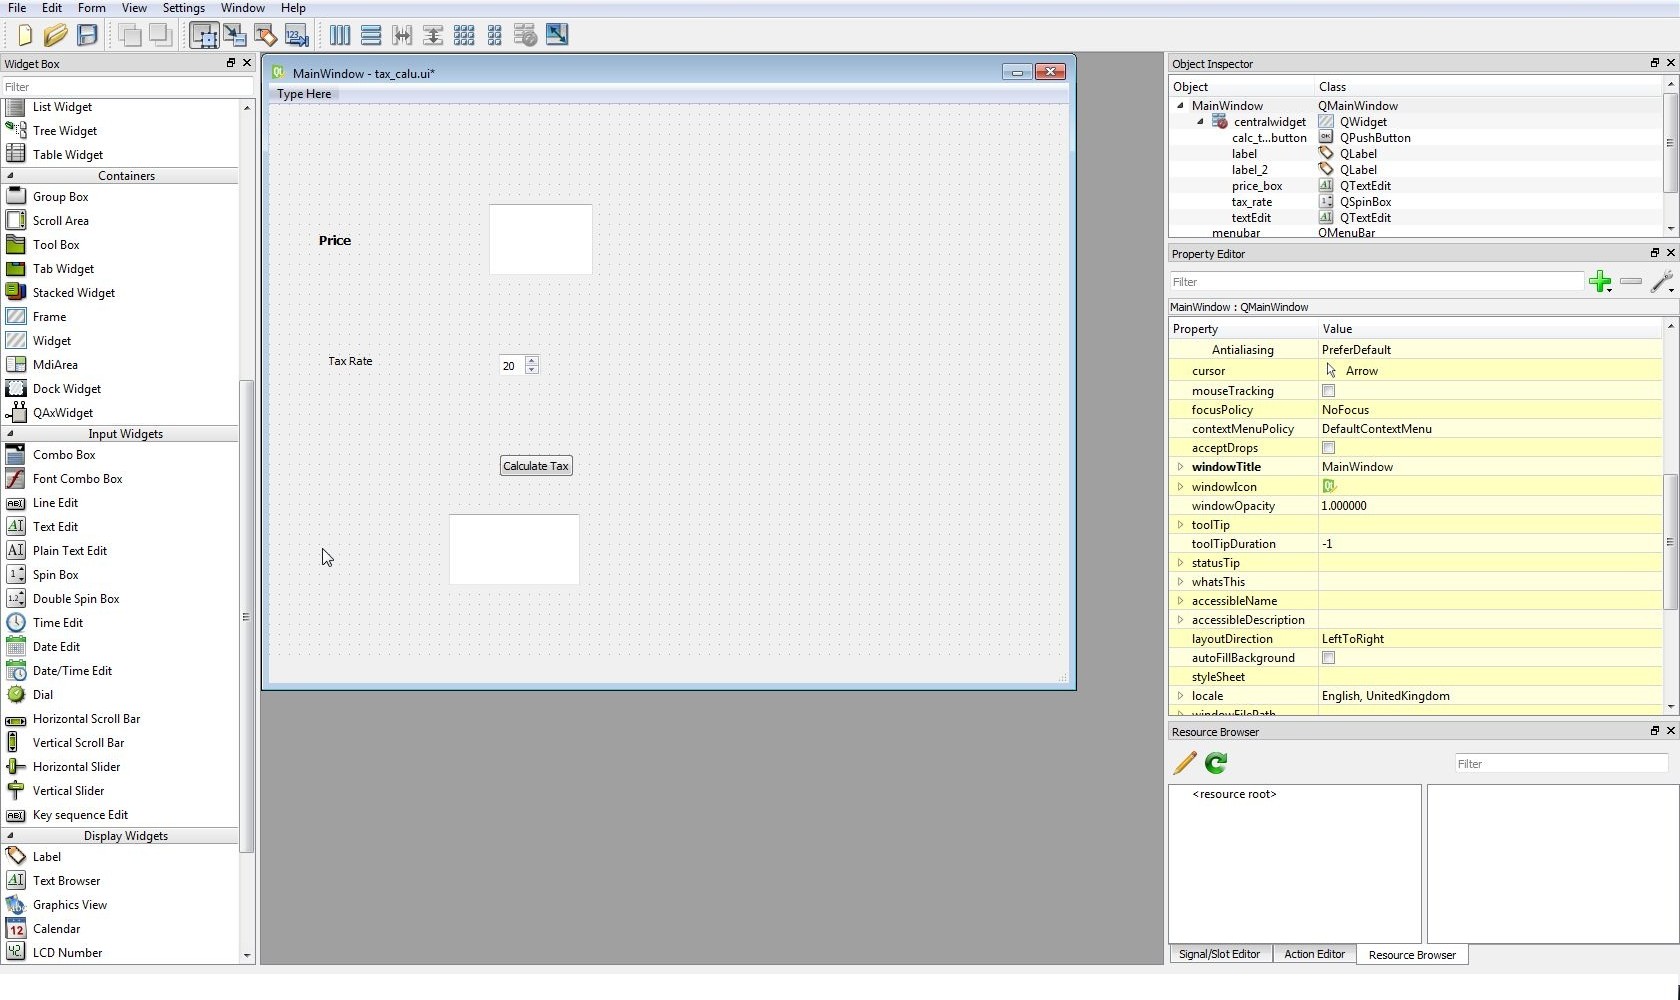 File Edit Form View Settings Window Help
Widget Box
Filter
List Widget
Tree Widget
Table Widget
Containers
Group Box
Scroll Area
Tool Box
Tab Widget
Stacked Widget
Frame
Widget
MdiArea
Dock Widget
QAxWidget
Input Widgets
Combo Box
Font Combo Box
Line Edit
Text Edit
Plain Text Edit
Spin Box
Double Spin Box
Time Edit
Date Edit
Date/Time Edit
Dial
Horizontal Scroll Bar
Vertical Scroll Bar
Horizontal Slider
Vertical Slider
Key sequence Edit
Display Widgets
Label
Text Browser
Graphics View
Calendar
LCD Number
MainWindow - tax_calu.ui*
Type Here
Price
Tax Rate
20
Calculate Tax
Object Inspector
Object Class
MainWindow QMainWindow
centralwidget QWidget
calc_t...button QPushButton
label QLabel
label_2 QLabel
price_box QTextEdit
tax_rate QSpinBox
textEdit QTextEdit
menubar QMenuBar
Property Editor
Filter
MainWindow : QMainWindow
Property Value
Antialiasing PreferDefault
cursor Arrow
mouseTracking
focusPolicy NoFocus
contextMenuPolicy DefaultContextMenu
acceptDrops
windowTitle MainWindow
windowIcon
windowOpacity 1.000000
toolTip
toolTipDuration -1
statusTip
whatsThis
accessibleName
accessibleDescription
layoutDirection LeftToRight
autoFillBackground
styleSheet
locale English, UnitedKingdom
windowFilePath
Resource Browser
Filter
<resource root>
Signal/Slot Editor Action Editor Resource Browser